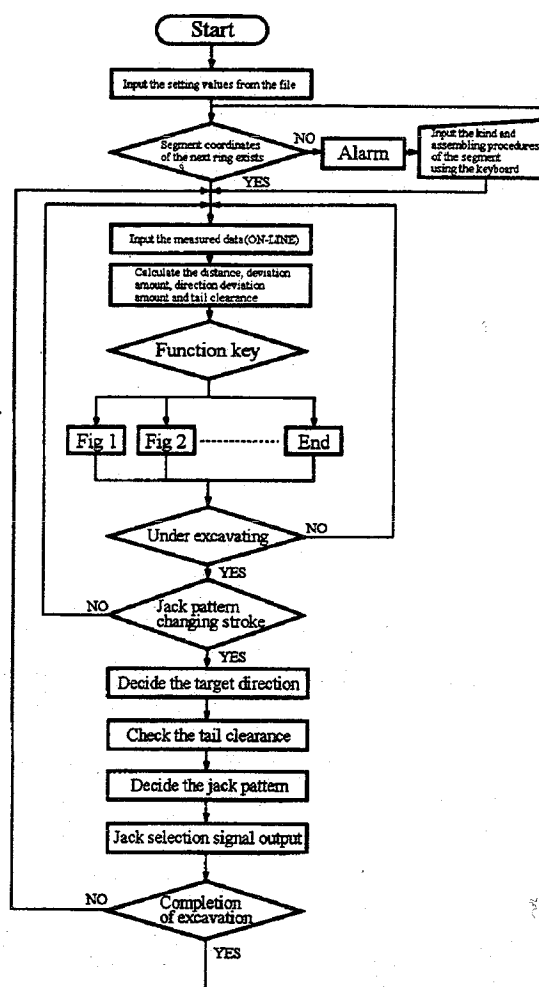 Start
Input the setting values from the file
Segment coordinates
of the next ring exists
NO
Alarm
Input the kind and
assembling procedures
of the segment
using the keyboard
YES
Input the measured data(ON-LINE)
Calculate the distance, deviation
amount, direction deviation
amount and tail clearance
Function key
Fig 1
Fig 2
End
Under excavating
NO
YES
NO
Jack pattern
changing stroke
YES
Decide the target direction
Check the tail clearance
Decide the jack pattern
Jack selection signal output
NO
Completion
of excavation
YES